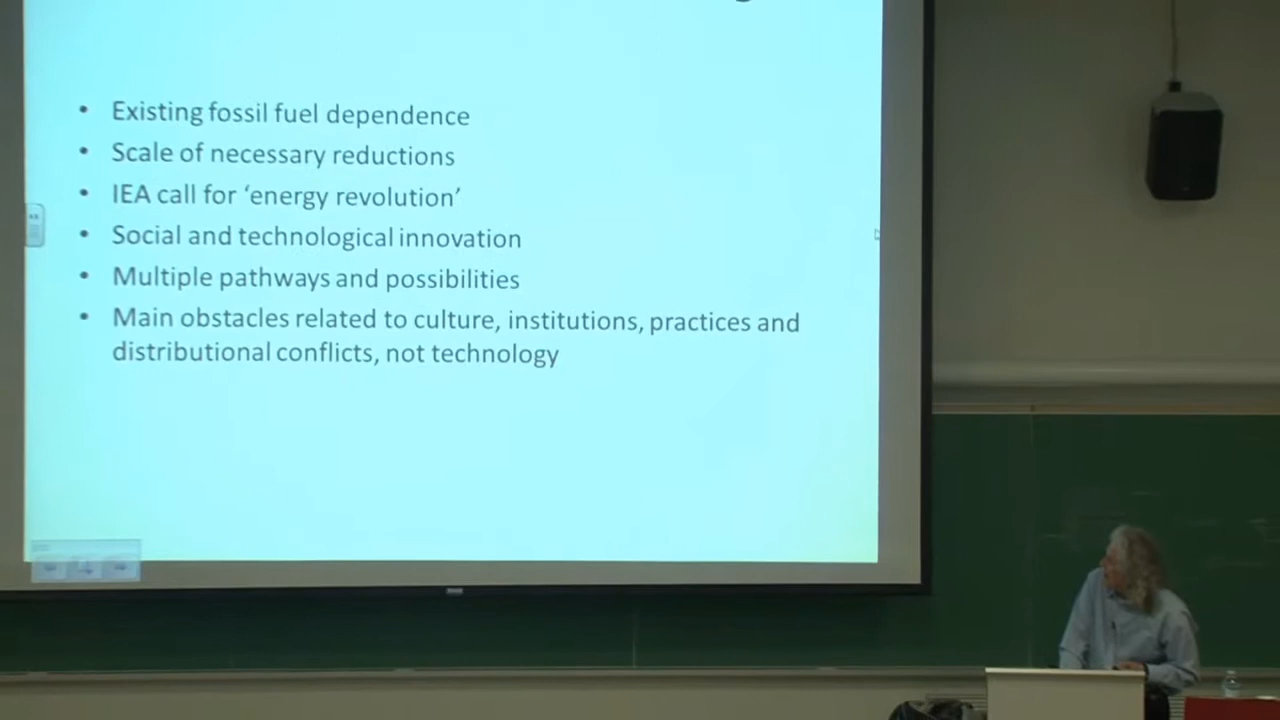 • Existing fossil fuel dependence
• Scale of necessary reductions
• IEA call for ‘energy revolution’
• Social and technological innovation
• Multiple pathways and possibilities
• Main obstacles related to culture, institutions, practices and
distributional conflicts, not technology